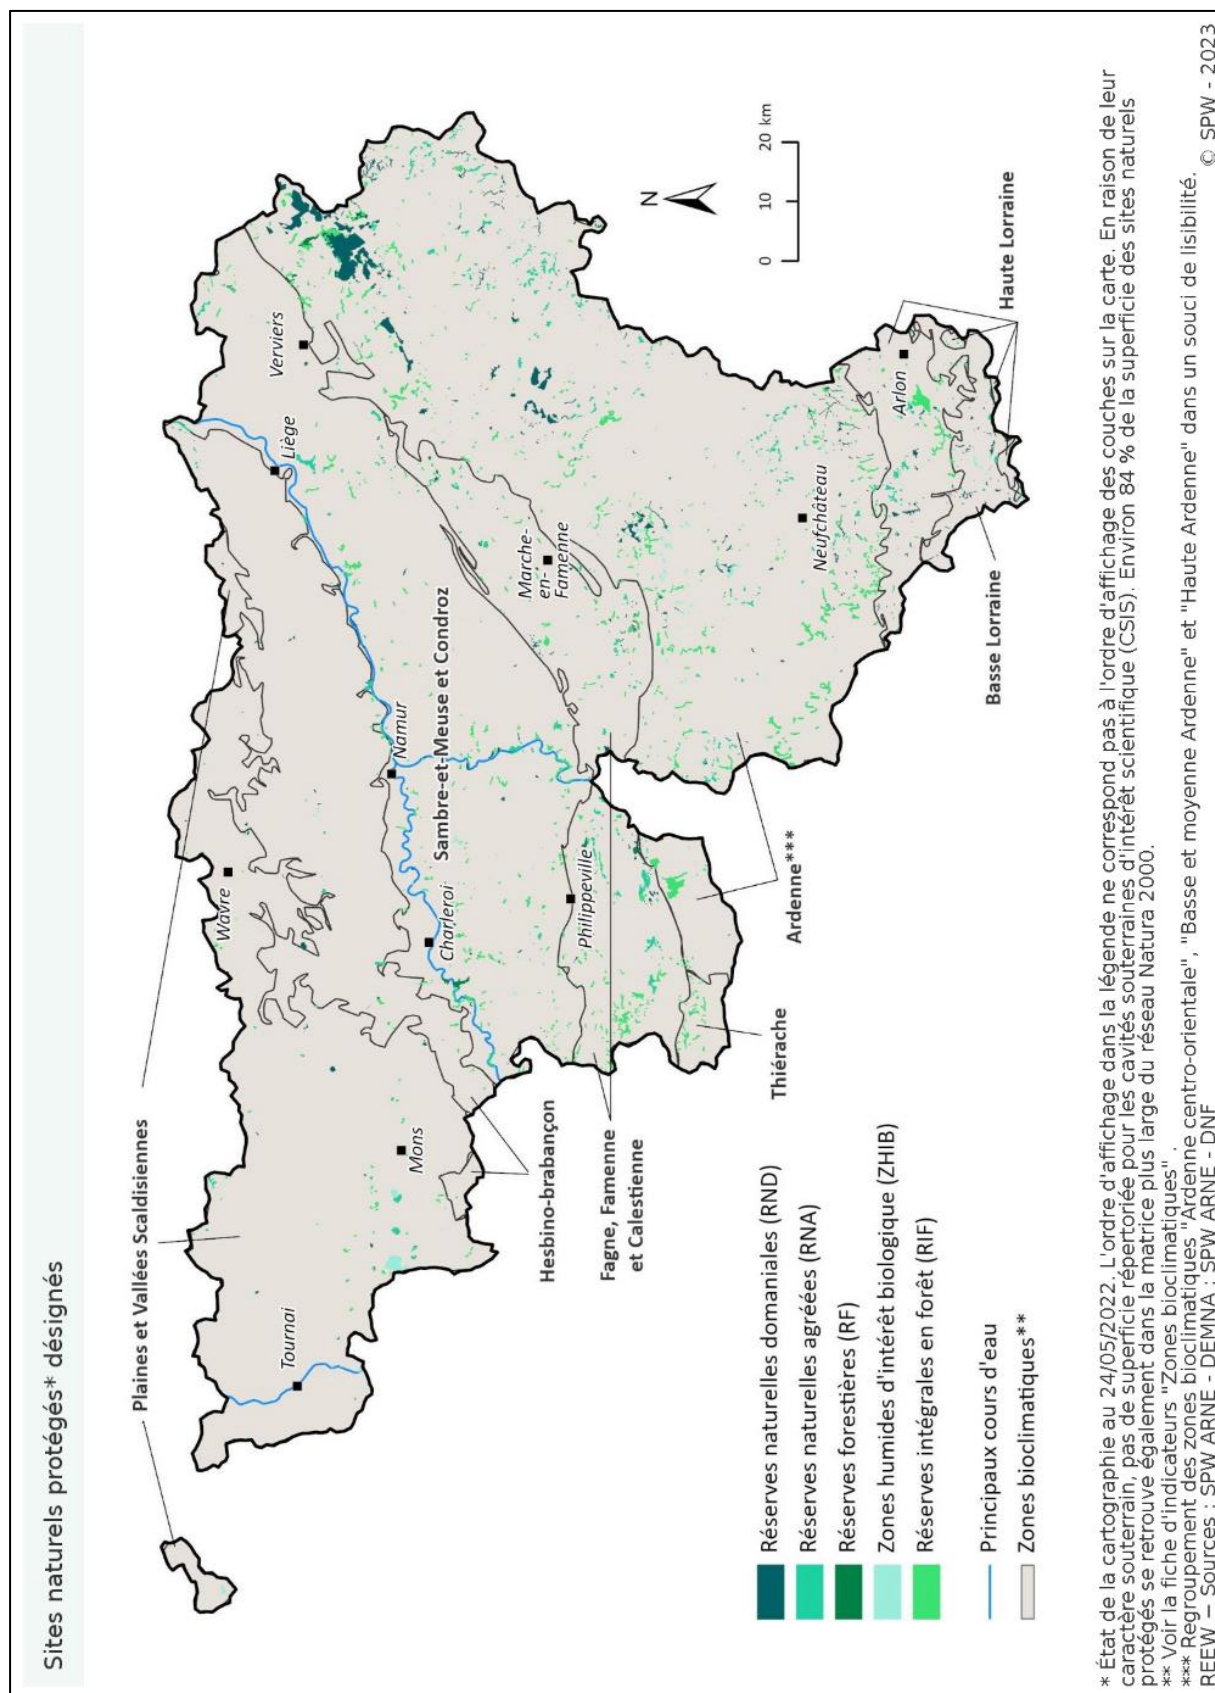 Sites naturels protégés* désignés
Plaines et Vallées Scaldisiennes
Tournai
Mons
Wavre
Charleroi
Namur
Liège
Verviers
Sambre-et-Meuse et Condroz
Philippeville
Marche-
en-
Famenne
Neufchâteau
Arlon
Hesbino-brabançon
Fagne, Famenne
et Calestienne
Thiérache
Ardenne***
Basse Lorraine
Haute Lorraine
N
0 10 20 km
Réserves naturelles domaniales (RND)
Réserves naturelles agréées (RNA)
Réserves forestières (RF)
Zones humides d'intérêt biologique (ZHIB)
Réserves intégrales en forêt (RIF)
Principaux cours d'eau
Zones bioclimatiques**
* État de la cartographie au 24/05/2022. L'ordre d'affichage dans la légende ne correspond pas à l'ordre d'affichage des couches sur la carte. En raison de leur
caractère souterrain, pas de superficie répertoriée pour les cavités souterraines d'intérêt scientifique (CSIS). Environ 84 % de la superficie des sites naturels
protégés se retrouve également dans la matrice plus large du réseau Natura 2000.
** Voir la fiche d'indicateurs "Zones bioclimatiques".
*** Regroupement des zones bioclimatiques "Ardenne centro-orientale", "Basse et moyenne Ardenne" et "Haute Ardenne" dans un souci de lisibilité.
REEW – Sources : SPW ARNE - DEMNA ; SPW ARNE - DNF
© SPW - 2023